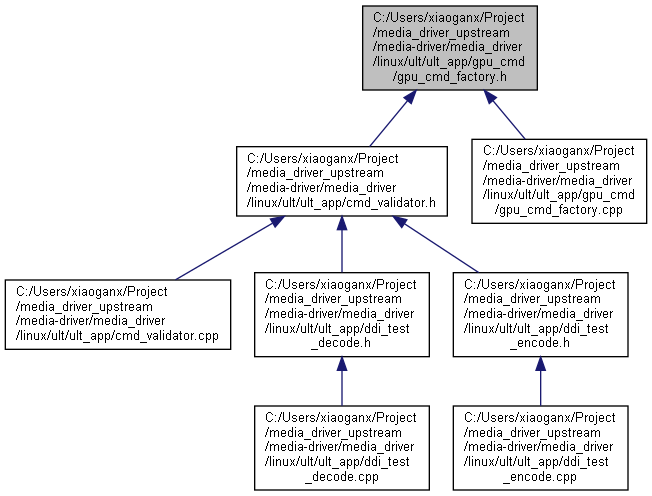 C:/Users/xiaoganx/Project
/media_driver_upstream
/media-driver/media_driver
/linux/ult/ult_app/gpu_cmd
/gpu_cmd_factory.h
C:/Users/xiaoganx/Project
/media_driver_upstream
/media-driver/media_driver
/linux/ult/ult_app/cmd_validator.h
C:/Users/xiaoganx/Project
/media_driver_upstream
/media-driver/media_driver
/linux/ult/ult_app/gpu_cmd
/gpu_cmd_factory.cpp
C:/Users/xiaoganx/Project
/media_driver_upstream
/media-driver/media_driver
/linux/ult/ult_app/cmd_validator.cpp
C:/Users/xiaoganx/Project
/media_driver_upstream
/media-driver/media_driver
/linux/ult/ult_app/ddi_test
_decode.h
C:/Users/xiaoganx/Project
/media_driver_upstream
/media-driver/media_driver
/linux/ult/ult_app/ddi_test
_encode.h
C:/Users/xiaoganx/Project
/media_driver_upstream
/media-driver/media_driver
/linux/ult/ult_app/ddi_test
_decode.cpp
C:/Users/xiaoganx/Project
/media_driver_upstream
/media-driver/media_driver
/linux/ult/ult_app/ddi_test
_encode.cpp